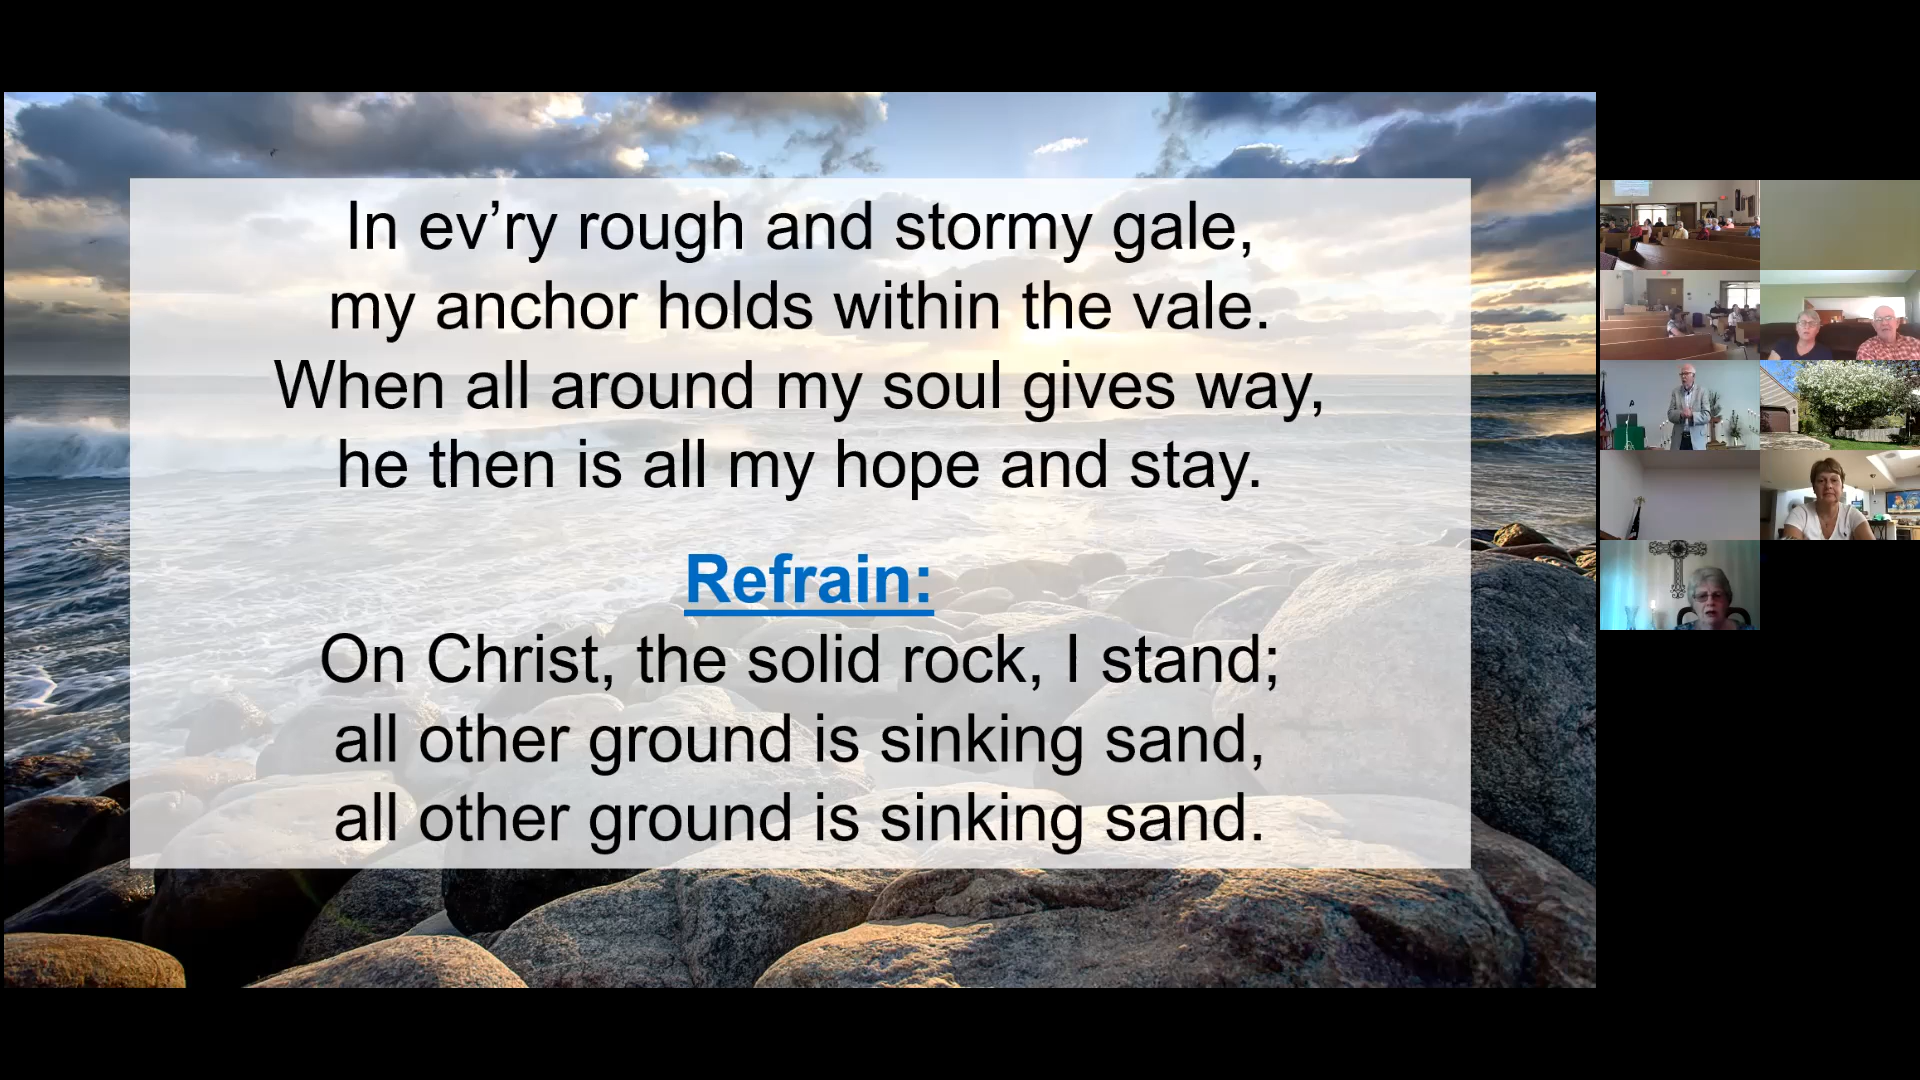 In ev’ry rough and stormy gale,
my anchor holds within the vale.
When all around my soul gives way,
he then is all my hope and stay.
Refrain:
On Christ, the solid rock, I stand;
all other ground is sinking sand,
all other ground is sinking sand.